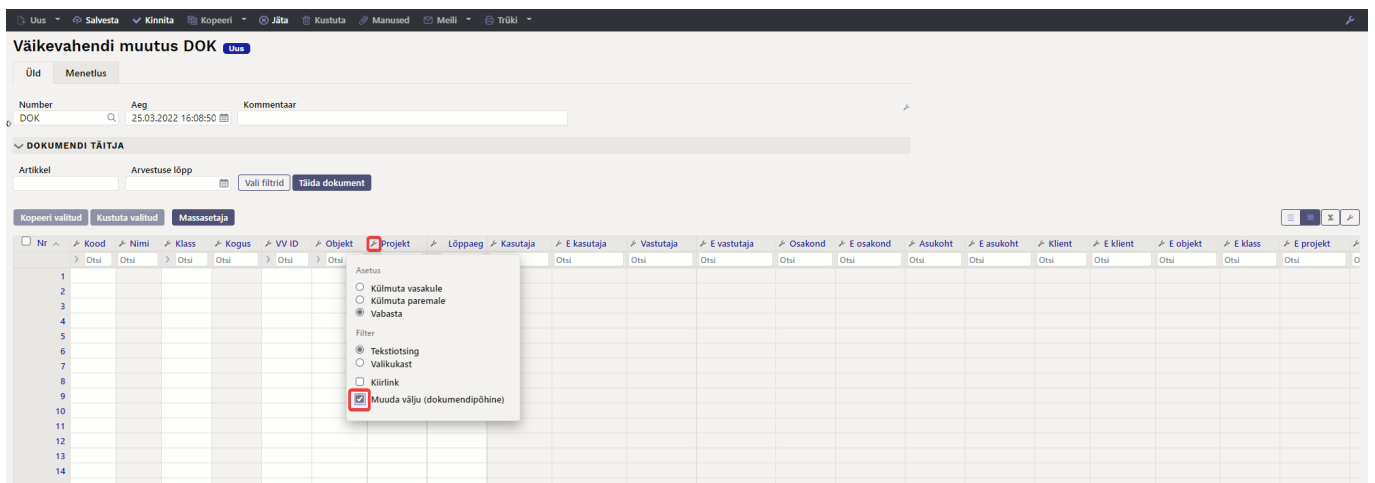 Uus Salvesta Kinnita Kopeeri Jäta Kustuta Manused Meili Trüki
Väikevahendi muutus DOK Uus
Üld Menetlus
Number Aeg Kommentaar
DOK 25.03.2022 16:08:50
DOKUMENDI TÄITJA
Artikkel Arvestuse lõpp
Vali filtrid Täida dokument
Kopeeri valitud Kustuta valitud Massasetaja
Nr Kood Nimi Klass Kogus VV ID Objekt Projekt Lõppaeg Kasutaja E kasutaja Vastutaja E vastutaja Osakond E osakond Asukoht E asukoht Klient E klient E objekt E klass E projekt
Otsi Otsi Otsi Otsi Otsi Otsi Otsi Otsi Otsi Otsi Otsi Otsi Otsi Otsi Otsi Otsi Otsi Otsi
1
2
3
4
5
6
7
8
9
10
11
12
13
14
Asetus
Külmuta vasakule
Külmuta paremale
Vabasta
Filter
Tekstiotsing
Valikukast
Kiirlink
Muuda välju (dokumendipõhine)